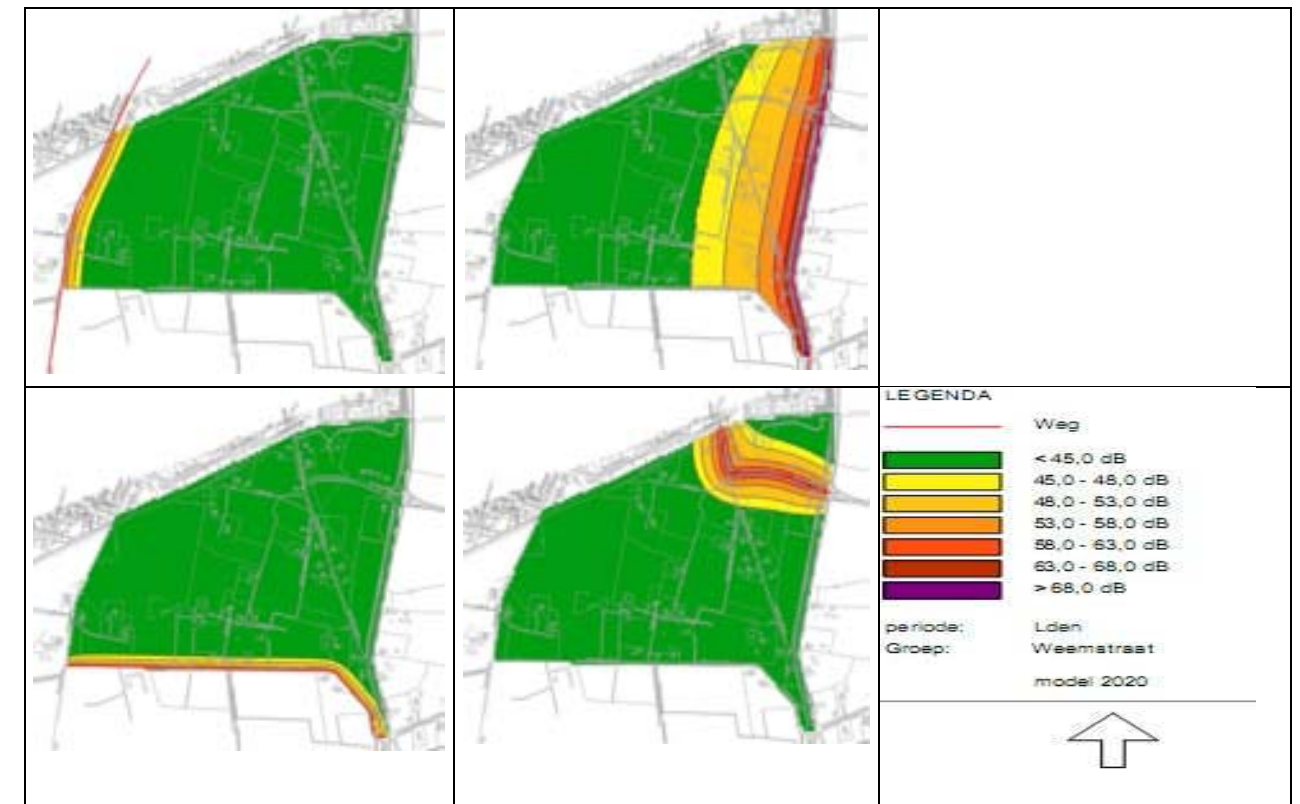 LEGENDA
Weg
<45,0 dB
45,0 - 48,0 dB
48,0 - 53,0 dB
53,0 - 58,0 dB
58,0 - 63,0 dB
63,0 - 68,0 dB
>68,0 dB
periode: Lden
Groep: Weemstraat
model 2020